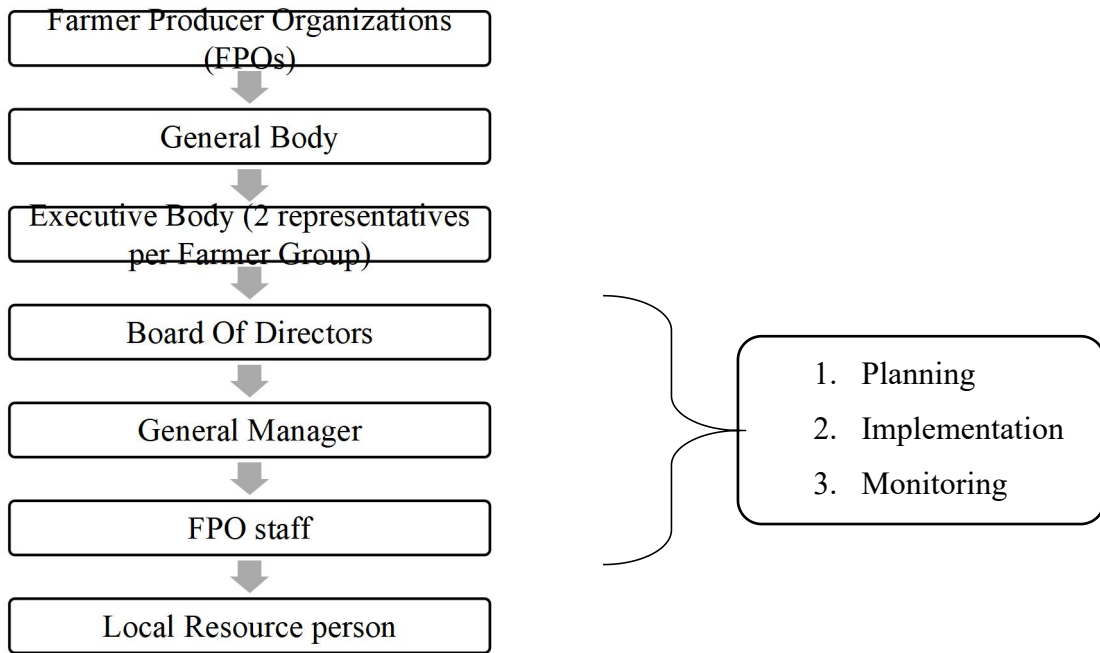 Farmer Producer Organizations
(FPOs)
General Body
Executive Body (2 representatives
per Farmer Group)
Board Of Directors
General Manager
FPO staff
Local Resource person
1. Planning
2. Implementation
3. Monitoring